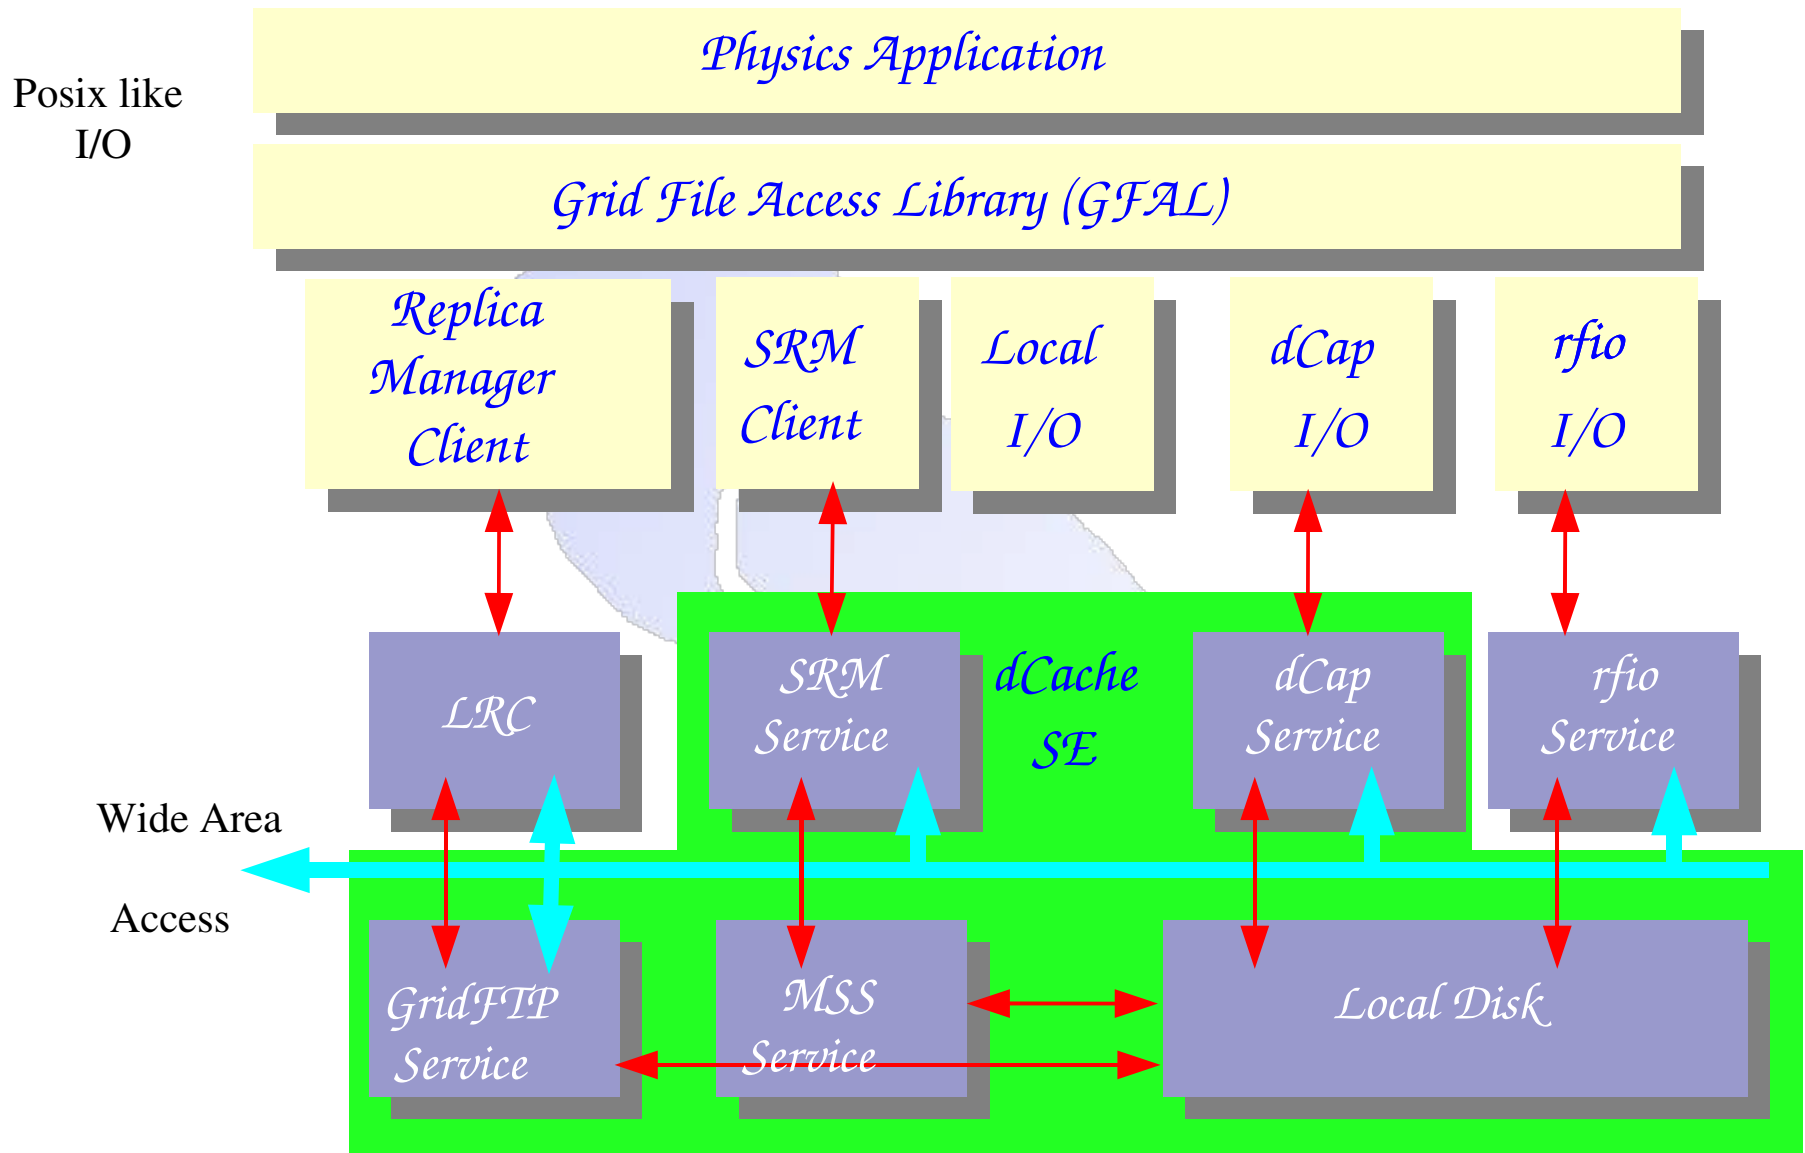 Physics Application
Posix like
I/O
Grid File Access Library (GFAL)
Replica
Manager
Client
SRM
Client
Local
I/O
dCap
I/O
rfio
I/O
LRC
SRM
Service
dCache
SE
dCap
Service
rfio
Service
Wide Area
Access
GridFTP
Service
MSS
Service
Local Disk